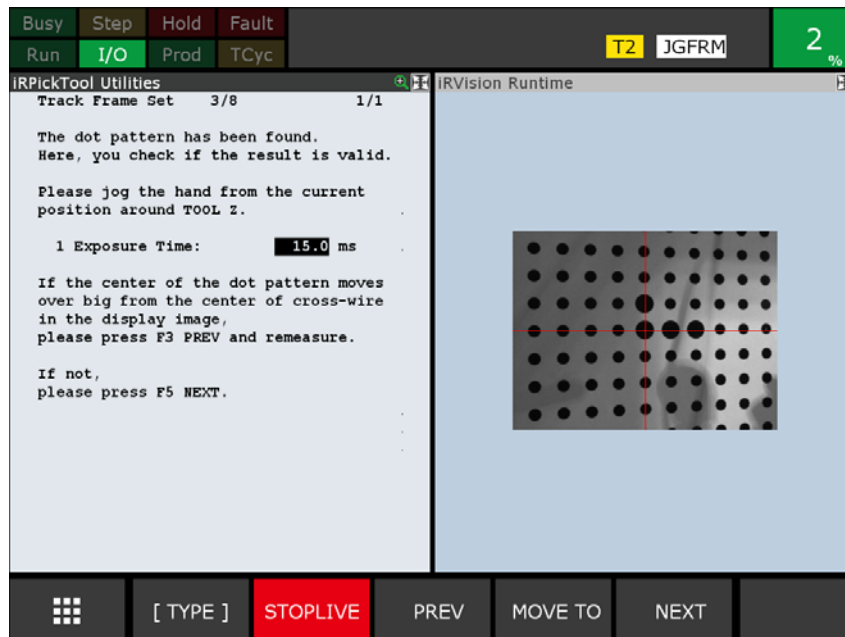 Busy Step Hold Fault
Run I/O Prod TCyc
T2 JGFRM
2 %
iRPickTool Utilities
Track Frame Set 3/8 1/1
The dot pattern has been found.
Here, you check if the result is valid.
Please jog the hand from the current
position around TOOL Z.
1 Exposure Time: 15.0 ms
If the center of the dot pattern moves
over big from the center of cross-wire
in the display image,
please press F3 PREV and remeasure.
If not,
please press F5 NEXT.
iRVision Runtime
[ TYPE ] STOPLIVE PREV MOVE TO NEXT